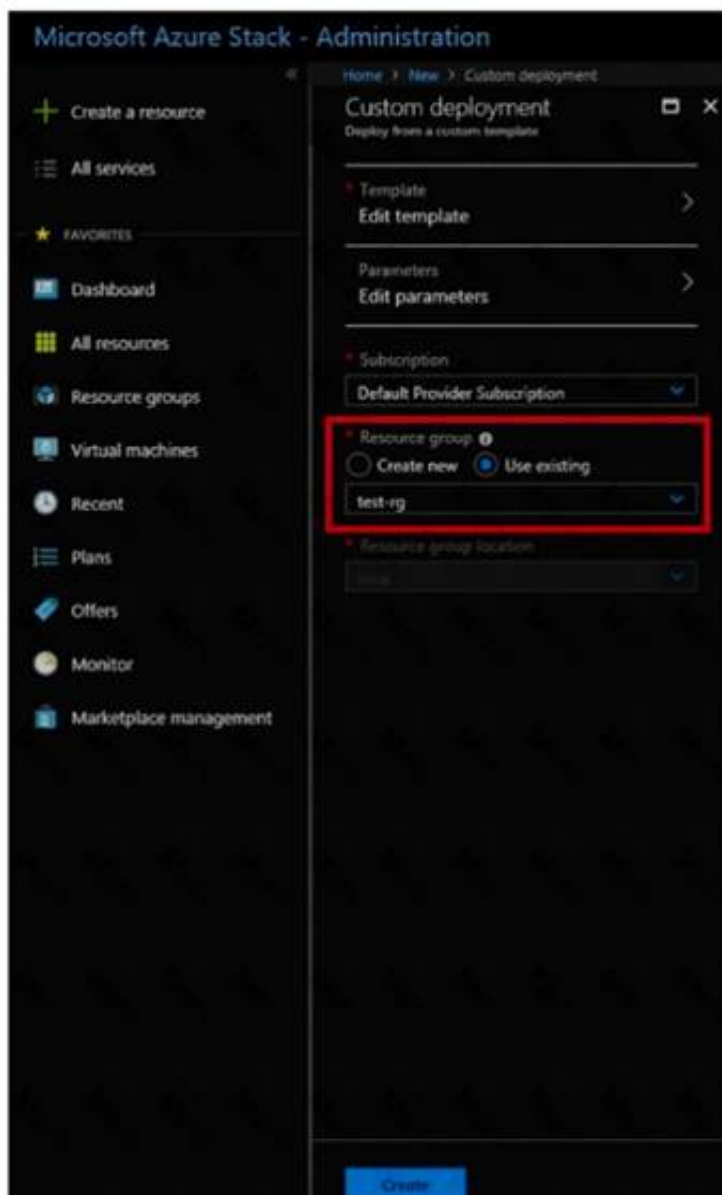 Microsoft Azure Stack - Administration
«
Home > New > Custom deployment
Create a resource
All services
FAVORITES
Dashboard
All resources
Resource groups
Virtual machines
Recent
Plans
Offers
Monitor
Marketplace management
Custom deployment
Deploy from a custom template
* Template
Edit template
Parameters
Edit parameters
* Subscription
Default Provider Subscription
* Resource group
Create new Use existing
test-rg
* Resource group location
Create